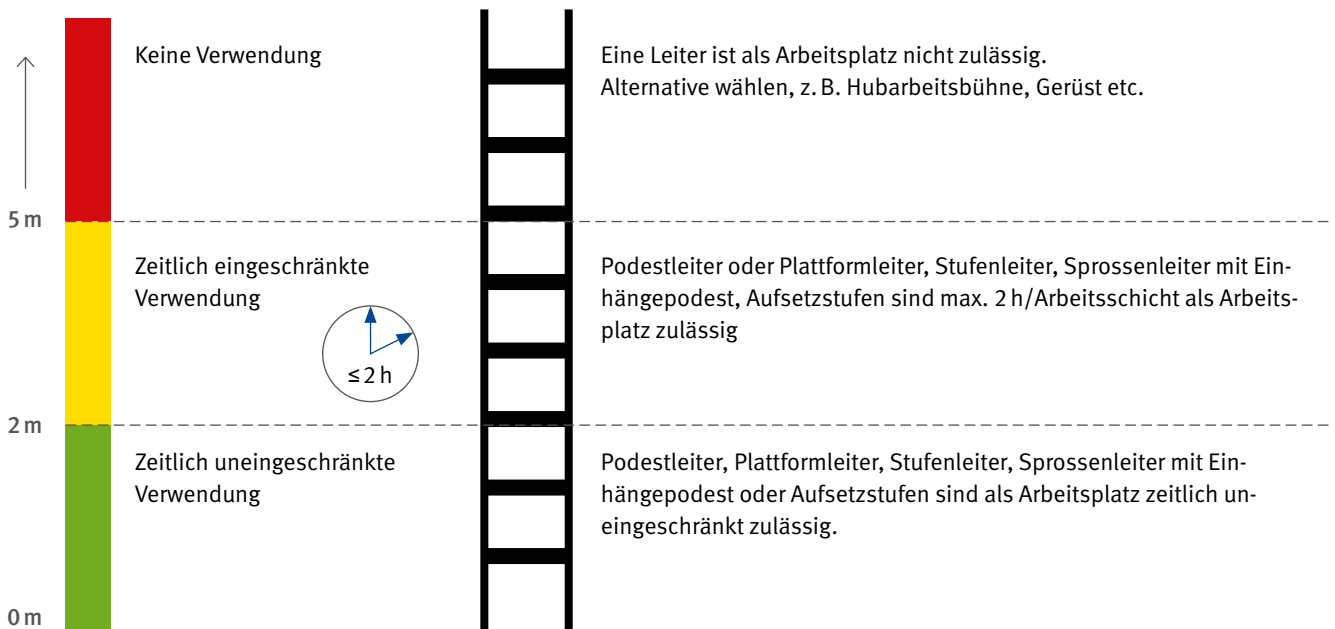 Keine Verwendung
Eine Leiter ist als Arbeitsplatz nicht zulässig.
Alternative wählen, z. B. Hubarbeitsbühne, Gerüst etc.
5 m
Zeitlich eingeschränkte
Verwendung
≤ 2 h
Podestleiter oder Plattformleiter, Stufenleiter, Sprossenleiter mit Ein-
hängepodest, Aufsetzstufen sind max. 2 h/Arbeitsschicht als Arbeits-
platz zulässig
2 m
Zeitlich uneingeschränkte
Verwendung
Podestleiter, Plattformleiter, Stufenleiter, Sprossenleiter mit Ein-
hängepodest oder Aufsetzstufen sind als Arbeitsplatz zeitlich un-
eingeschränkt zulässig.
0 m